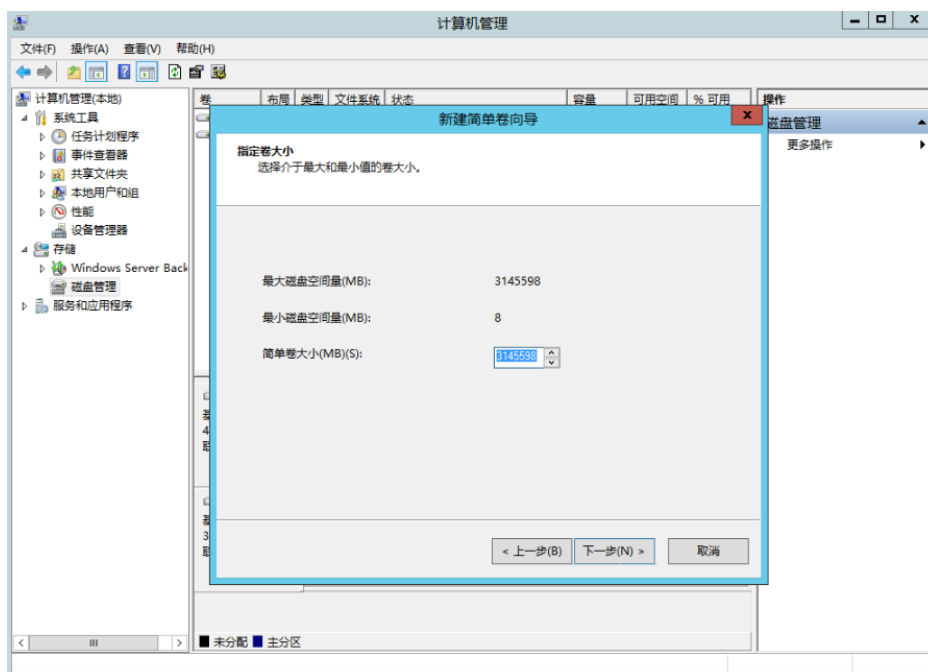 计算机管理
文件(F) 操作(A) 查看(V) 帮助(H)
计算机管理(本地)
系统工具
任务计划程序
事件查看器
共享文件夹
本地用户和组
性能
设备管理器
存储
Windows Server Back
磁盘管理
服务和应用程序
卷 布局 类型 文件系统 状态 容量 可用空间 % 可用
操作
磁盘管理
更多操作
新建简单卷向导
指定卷大小
选择介于最大和最小值的卷大小。
最大磁盘空间量(MB): 3145598
最小磁盘空间量(MB): 8
简单卷大小(MB)(S): 3145598
< 上一步(B) 下一步(N) > 取消
基
4
联
基
3
联
未分配 主分区